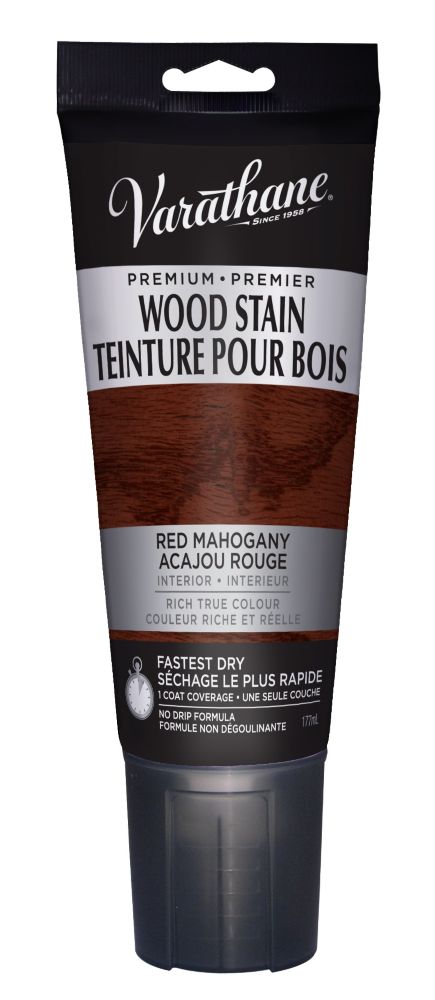 Varathane®
SINCE 1958
PREMIUM • PREMIER
WOOD STAIN
TEINTURE POUR BOIS
RED MAHOGANY
ACAJOU ROUGE
INTERIOR • INTERIEUR
RICH TRUE COLOUR
COULEUR RICHE ET RÉELLE
FASTEST DRY
SÉCHAGE LE PLUS RAPIDE
1 COAT COVERAGE • UNE SEULE COUCHE
NO DRIP FORMULA
FORMULE NON DÉGOULINANTE
177mL